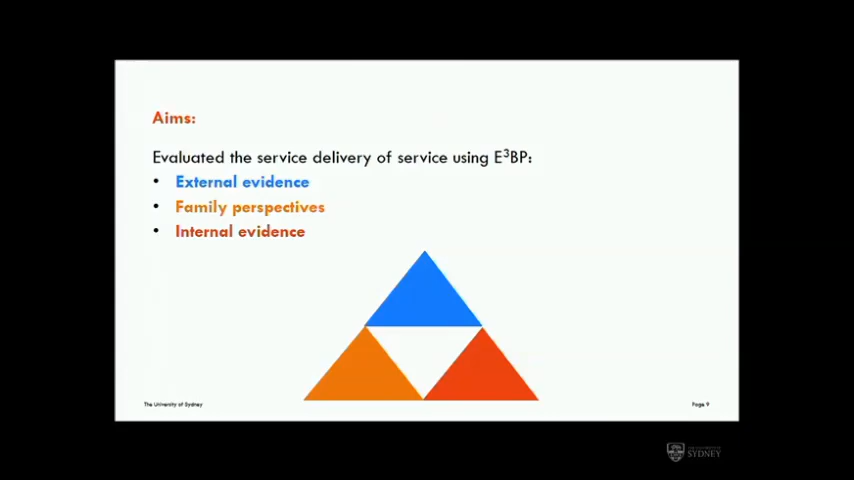 Aims:
Evaluated the service delivery of service using E³BP:
• External evidence
• Family perspectives
• Internal evidence
The University of Sydney
Page 9
SYDNEY